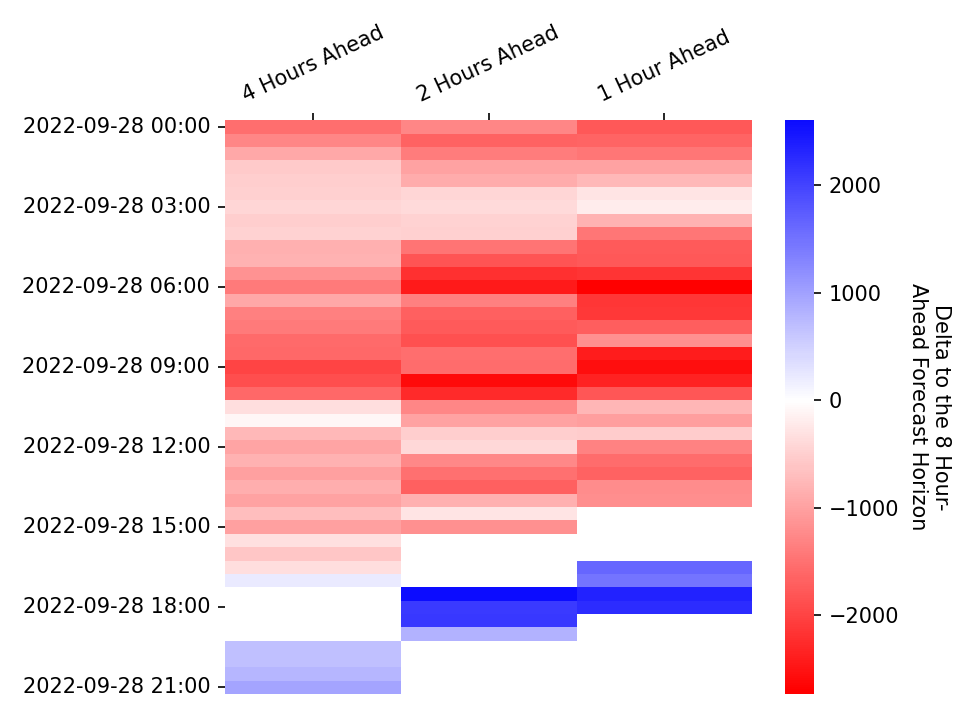 4 Hours Ahead
2 Hours Ahead
1 Hour Ahead
2022-09-28 00:00
2022-09-28 03:00
2022-09-28 06:00
2022-09-28 09:00
2022-09-28 12:00
2022-09-28 15:00
2022-09-28 18:00
2022-09-28 21:00
2000
1000
0
−1000
−2000
Delta to the 8 Hour-
Ahead Forecast Horizon